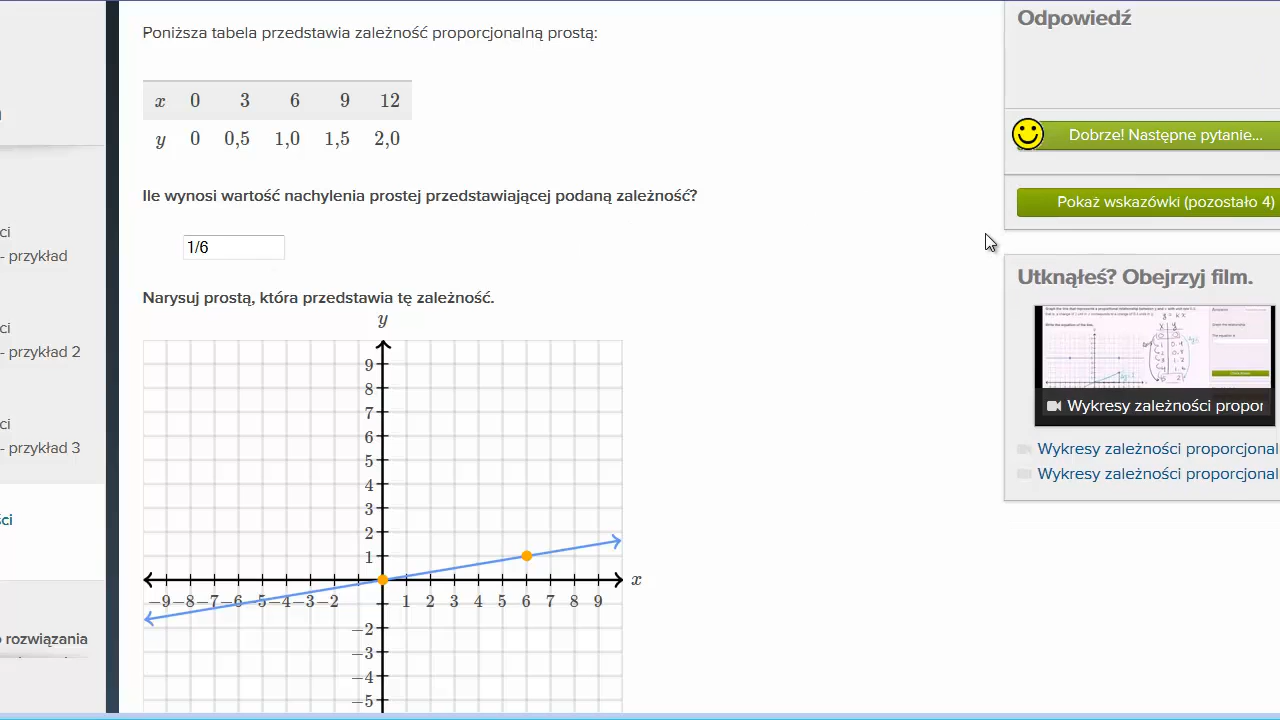 Poniższa tabela przedstawia zależność proporcjonalną prostą:
x 0 3 6 9 12
y 0 0,5 1,0 1,5 2,0
Ile wynosi wartość nachylenia prostej przedstawiającej podaną zależność?
1/6
Narysuj prostą, która przedstawia tę zależność.
y
9
8
7
6
5
4
3
2
1
x
−9 −8 −7 −6 −5 −4 −3 −2 1 2 3 4 5 6 7 8 9
−2
−3
−4
−5
ci
- przykład
ci
- przykład 2
ci
- przykład 3
ści
o rozwiązania
Odpowiedź
Dobrze! Następne pytanie...
Pokaż wskazówki (pozostało 4)
Utknąłeś? Obejrzyj film.
Wykresy zależności propor
Wykresy zależności proporcjonal
Wykresy zależności proporcjonal